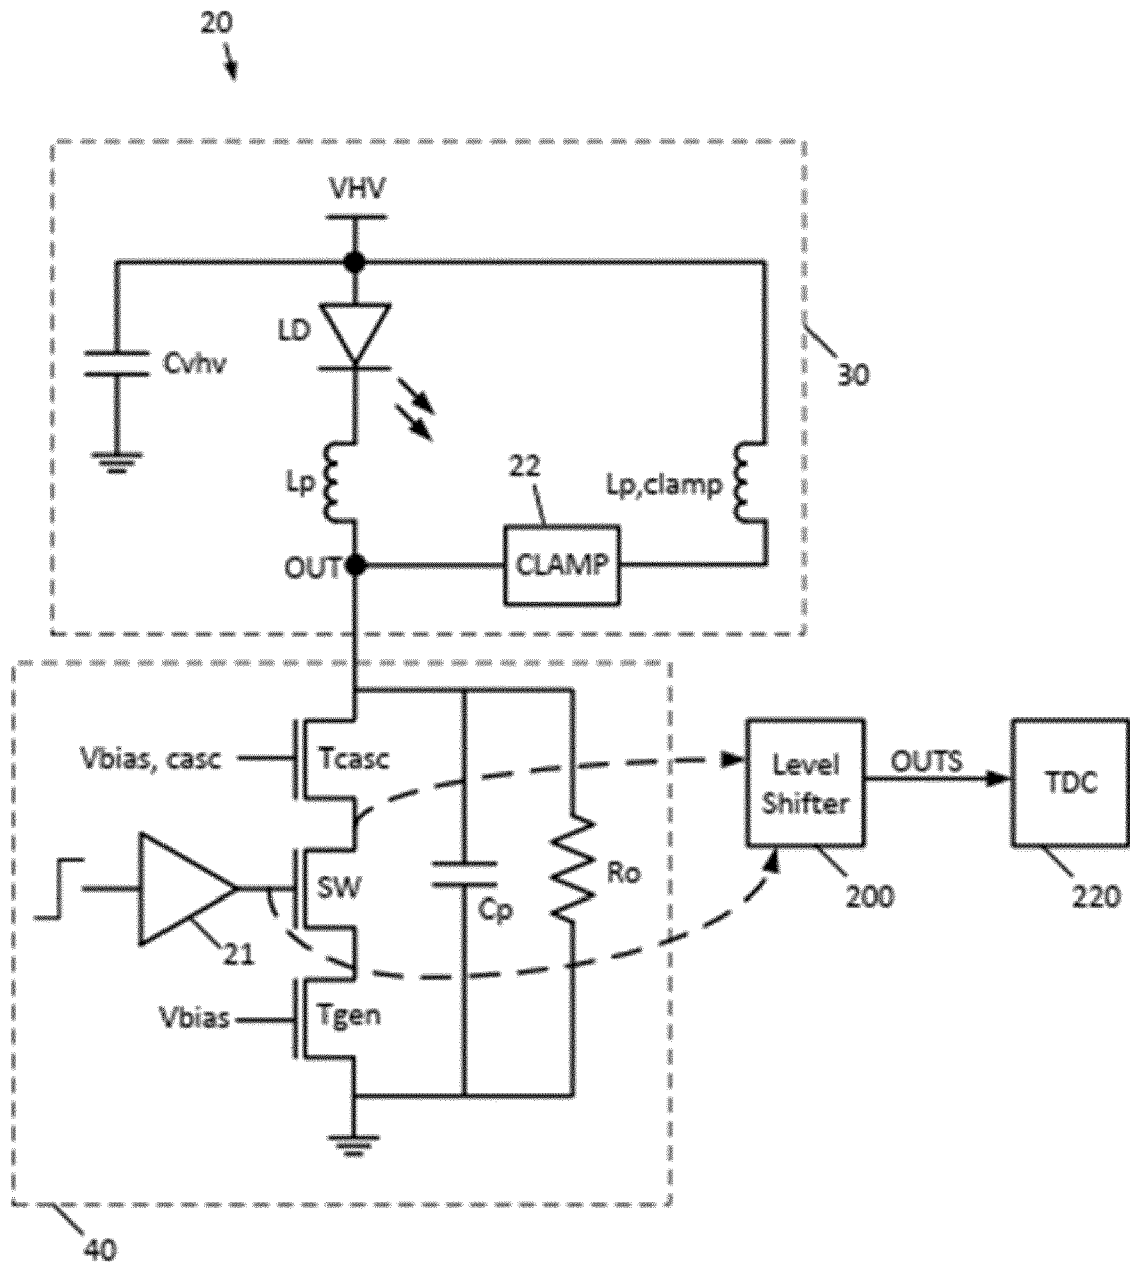 20
VHV
LD
Cvhv
30
22
Lp
Lp,clamp
OUT
CLAMP
Vbias, casc
Tcasc
Level
Shifter
OUTS
TDC
SW
Ro
Cp
200
220
21
Vbias
Tgen
40